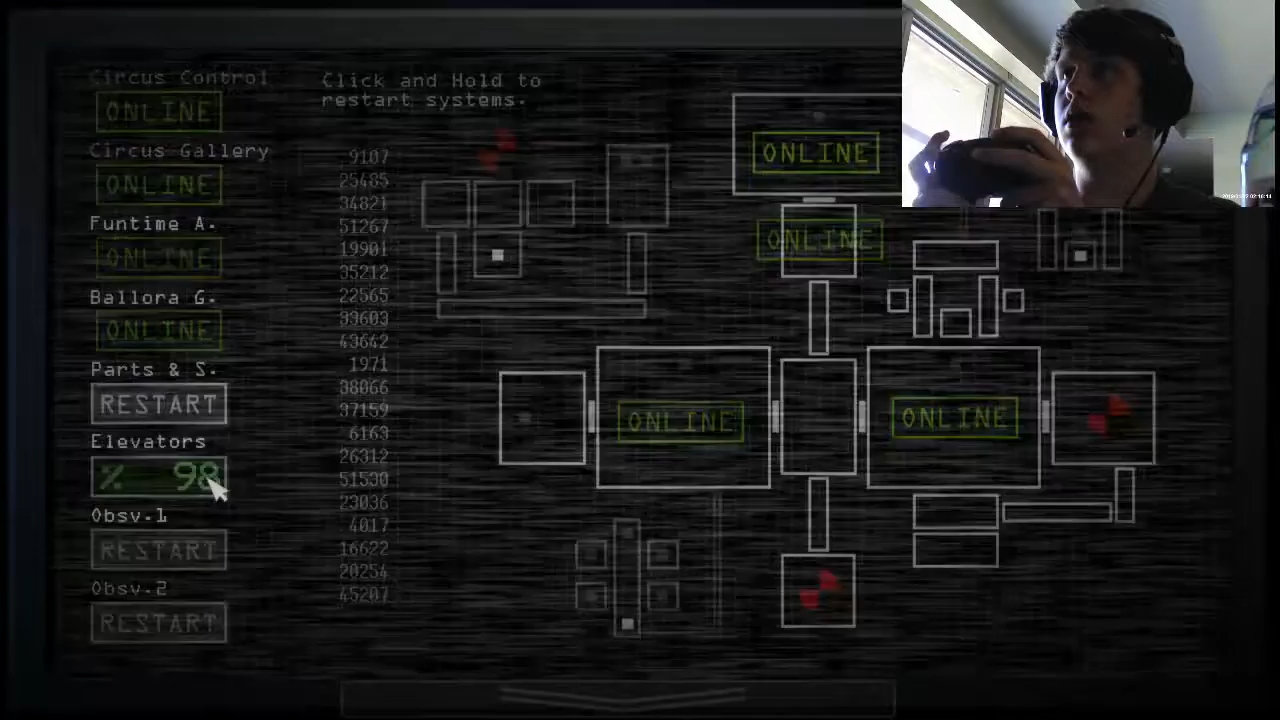 Circus Control
ONLINE
Circus Gallery
ONLINE
Funtime A.
ONLINE
Ballora G.
ONLINE
Parts & S.
RESTART
Elevators
% 98
Obsv.1
RESTART
Obsv.2
RESTART
Click and Hold to
restart systems.
9107
25485
34821
51267
19901
35212
22565
33603
43642
1971
38066
37159
6163
26312
51530
23036
4017
16622
20254
45207
ONLINE
ONLINE
ONLINE
ONLINE